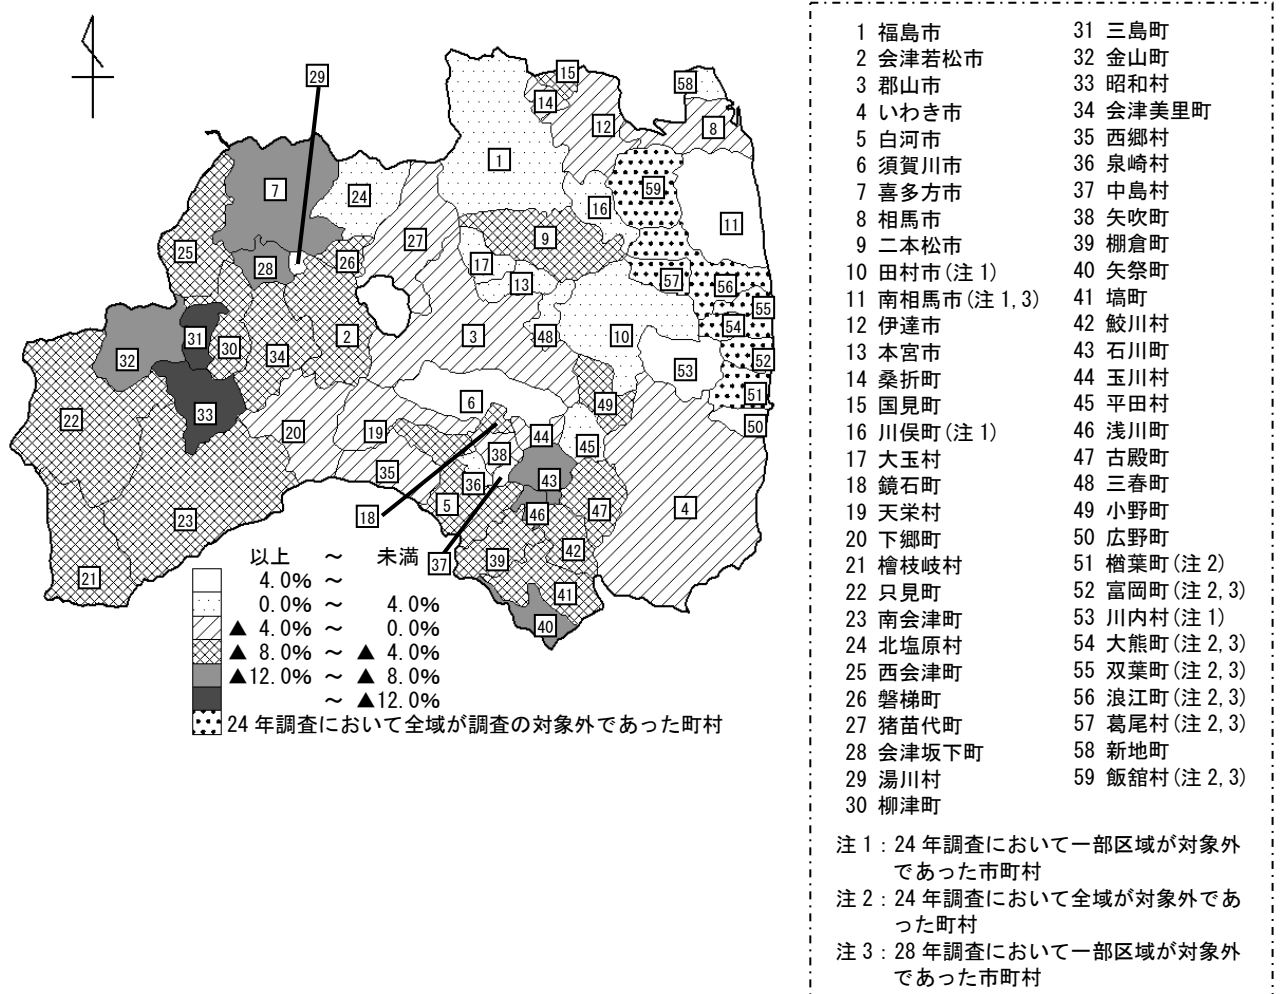 29
15
58
14
12
8
1
7
59
24
16
11
27
9
25
26
28
17
57
56
13
55
54
31
2
3
48
10
30
34
32
52
53
51
33
6
49
22
50
20
19
44
45
38
35
43
36
5
4
47
18
46
23
42
37
39
21
41
40
以上 ～ 未満
4.0% ～
0.0% ～ 4.0%
▲ 4.0% ～ 0.0%
▲ 8.0% ～ ▲ 4.0%
▲12.0% ～ ▲ 8.0%
～ ▲12.0%
24年調査において全域が調査の対象外であった町村
1 福島市
2 会津若松市
3 郡山市
4 いわき市
5 白河市
6 須賀川市
7 喜多方市
8 相馬市
9 二本松市
10 田村市(注1)
11 南相馬市(注1,3)
12 伊達市
13 本宮市
14 桑折町
15 国見町
16 川俣町(注1)
17 大玉村
18 鏡石町
19 天栄村
20 下郷町
21 檜枝岐村
22 只見町
23 南会津町
24 北塩原村
25 西会津町
26 磐梯町
27 猪苗代町
28 会津坂下町
29 湯川村
30 柳津町
31 三島町
32 金山町
33 昭和村
34 会津美里町
35 西郷村
36 泉崎村
37 中島村
38 矢吹町
39 棚倉町
40 矢祭町
41 塙町
42 鮫川村
43 石川町
44 玉川村
45 平田村
46 浅川町
47 古殿町
48 三春町
49 小野町
50 広野町
51 楢葉町(注2)
52 富岡町(注2,3)
53 川内村(注1)
54 大熊町(注2,3)
55 双葉町(注2,3)
56 浪江町(注2,3)
57 葛尾村(注2,3)
58 新地町
59 飯舘村(注2,3)
注1：24年調査において一部区域が対象外
であった市町村
注2：24年調査において全域が対象外であ
った町村
注3：28年調査において一部区域が対象外
であった市町村